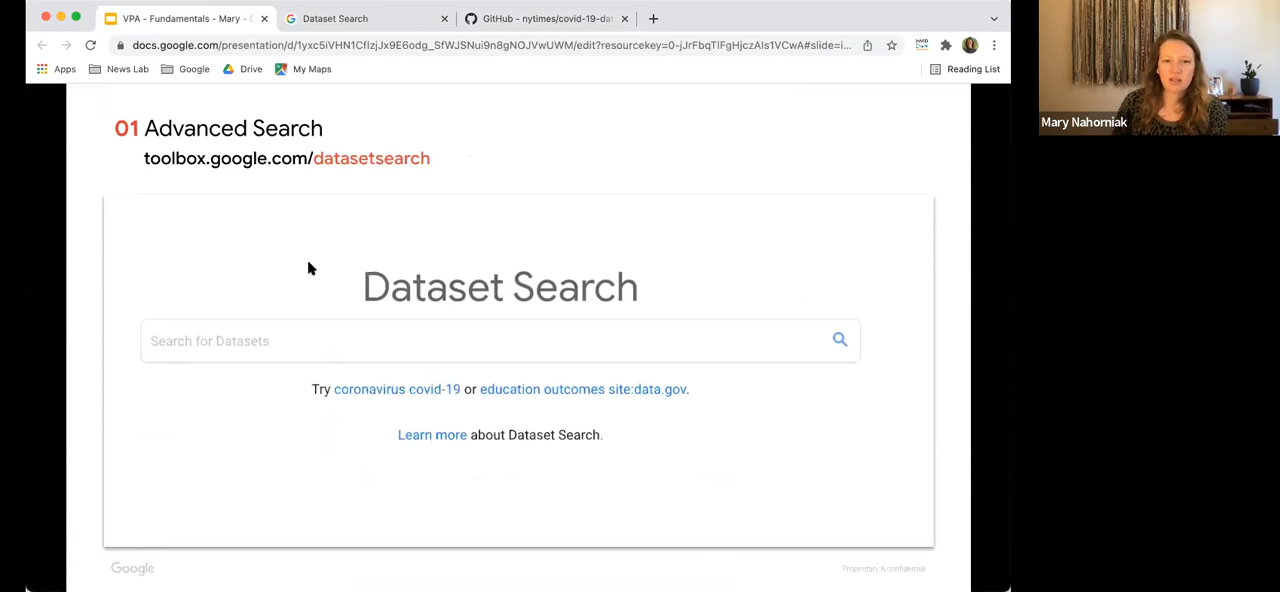 VPA - Fundamentals - Mary - G
Dataset Search
GitHub - nytimes/covid-19-dat
docs.google.com/presentation/d/1yxc5iVHN1CfIzjJx9E6odg_SfWJSNui9n8gNOJVwUWM/edit?resourcekey=0-jJrFbqTlFgHjczAIs1VCwA#slide=i...
Apps
News Lab
Google
Drive
My Maps
Reading List
01 Advanced Search
toolbox.google.com/datasetsearch
Dataset Search
Search for Datasets
Try coronavirus covid-19 or education outcomes site:data.gov.
Learn more about Dataset Search.
Google
Proprietary & confidential
Mary Nahorniak